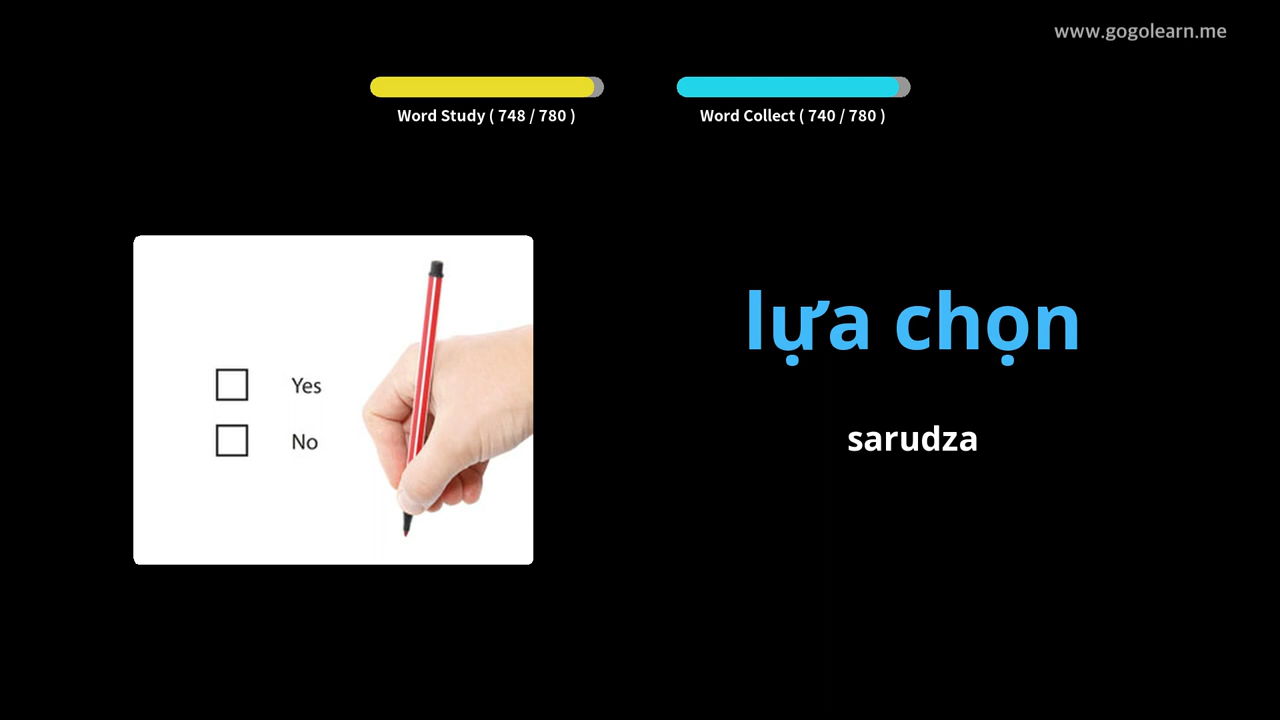 www.gogolearn.me
Word Study ( 748 / 780 )
Word Collect ( 740 / 780 )
Yes
No
lựa chọn
sarudza